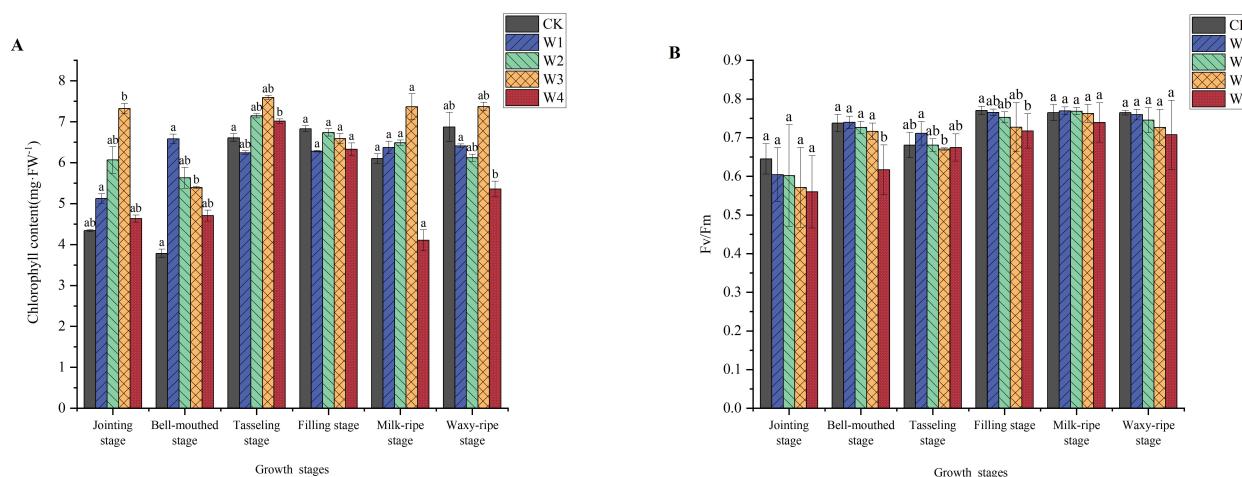 A
CK
W1
W2
W3
W4
Chlorophyll content(mg·FW⁻¹)
8
7
6
5
4
3
2
1
0
ab a ab b ab
a ab b ab
ab ab ab ab b
a a a a a
a a a a a
ab a ab ab b
Jointing stage
Bell-mouthed stage
Tasseling stage
Filling stage
Milk-ripe stage
Waxy-ripe stage
Growth stages
B
Fv/Fm
0.9
0.8
0.7
0.6
0.5
0.4
0.3
0.2
0.1
0.0
a a a a a
a a a a b
ab a ab b ab
a ab ab ab b
a a a a a
a a a a a
Jointing stage
Bell-mouthed stage
Tasseling stage
Filling stage
Milk-ripe stage
Waxy-ripe stage
Growth stages